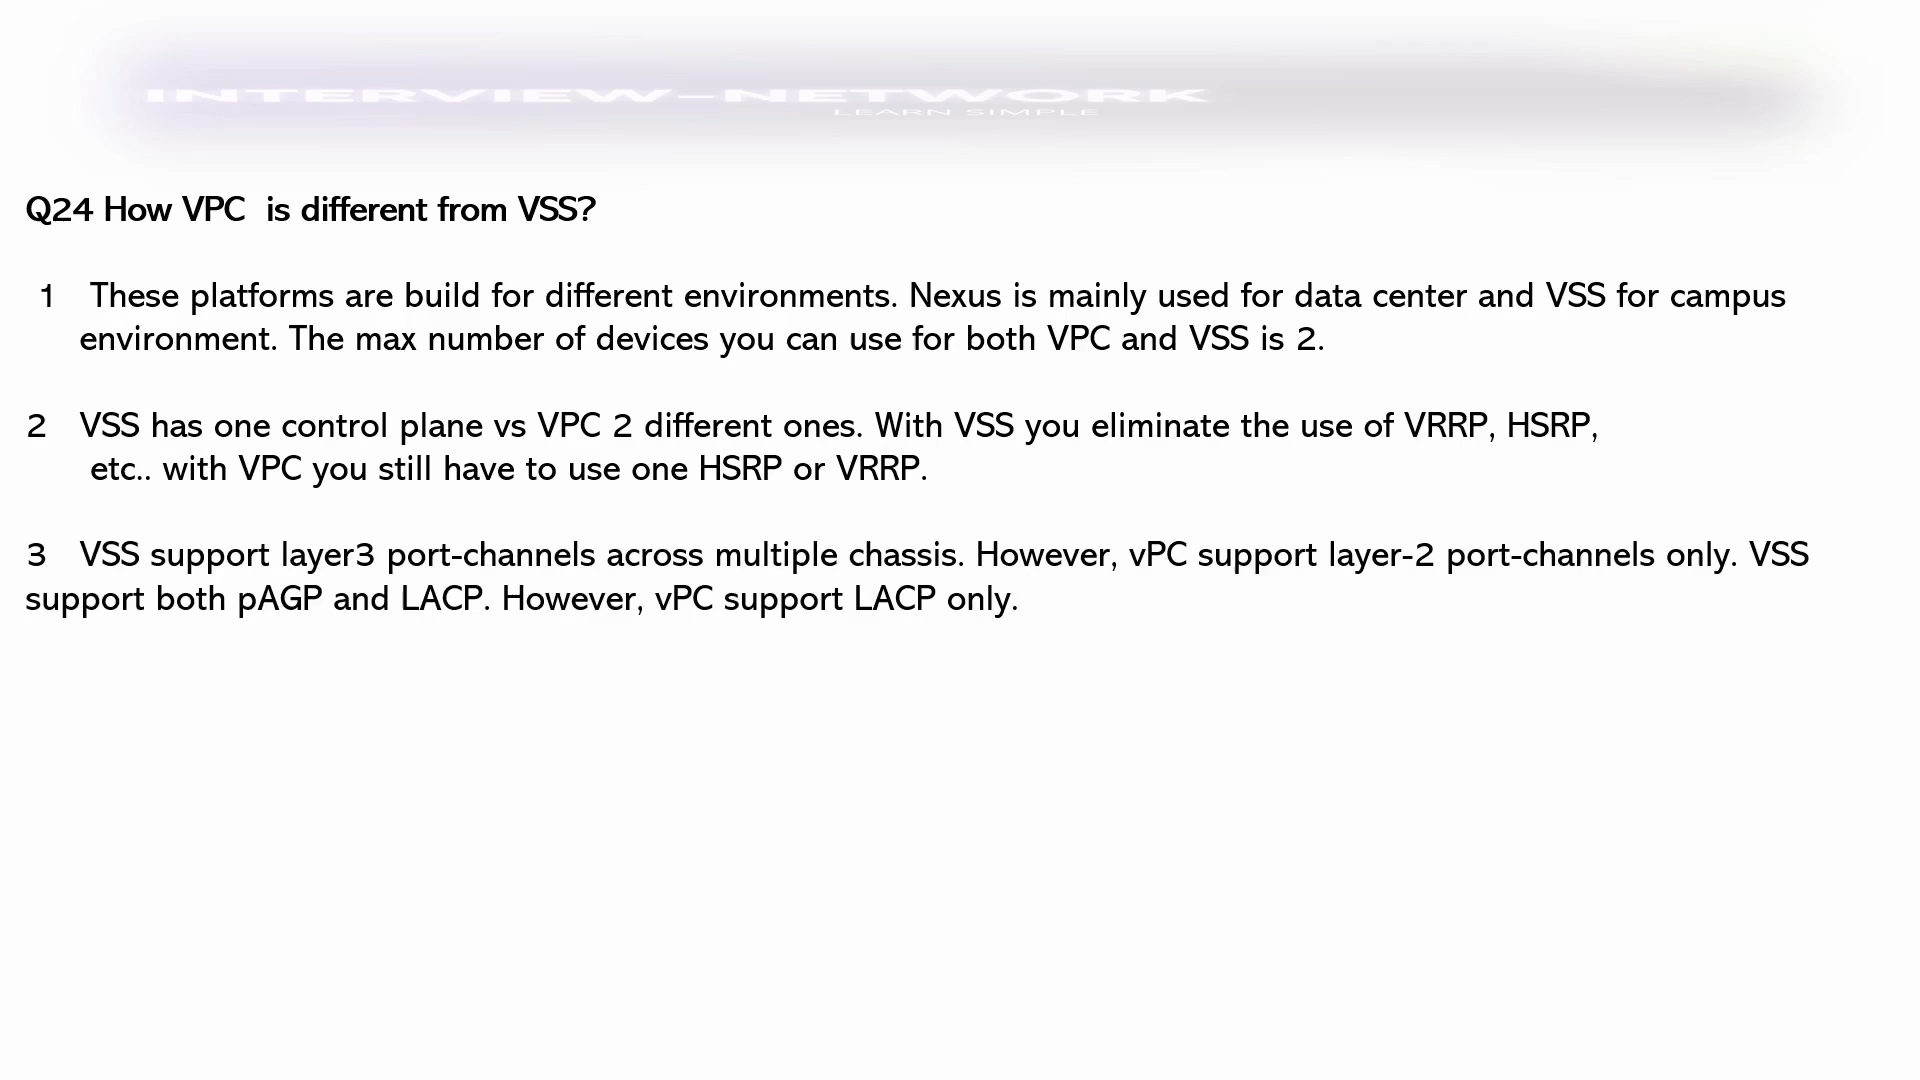 INTERVIEW-NETWORK
LEARN SIMPLE
Q24 How VPC  is different from VSS?
1 These platforms are build for different environments. Nexus is mainly used for data center and VSS for campus
environment. The max number of devices you can use for both VPC and VSS is 2.
2 VSS has one control plane vs VPC 2 different ones. With VSS you eliminate the use of VRRP, HSRP,
etc.. with VPC you still have to use one HSRP or VRRP.
3 VSS support layer3 port-channels across multiple chassis. However, vPC support layer-2 port-channels only. VSS
support both pAGP and LACP. However, vPC support LACP only.